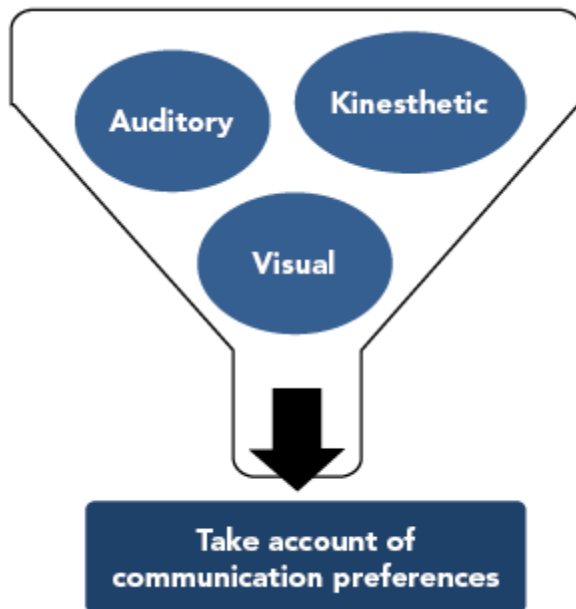 Auditory
Kinesthetic
Visual
Take account of
communication preferences